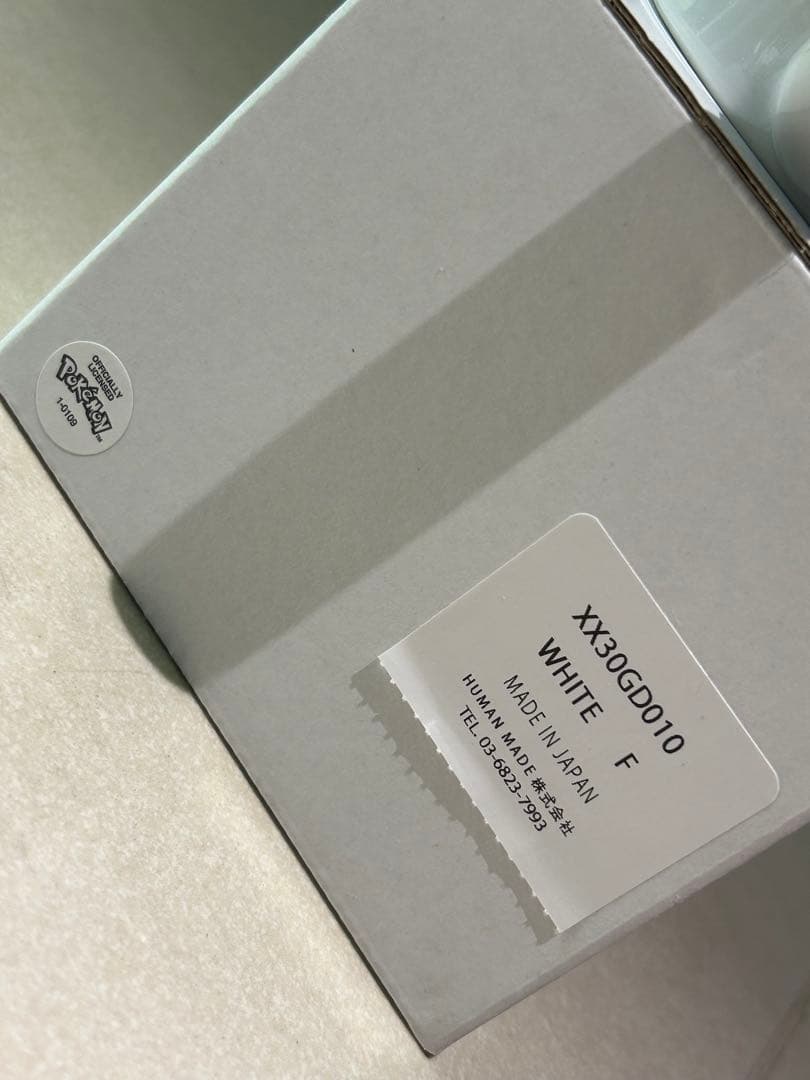 OFFICIALLY
LICENSED
POKÉMON™
1-0109
XX30GD010
WHITE F
MADE IN JAPAN
HUMAN MADE 株式会社
TEL. 03-6823-7993